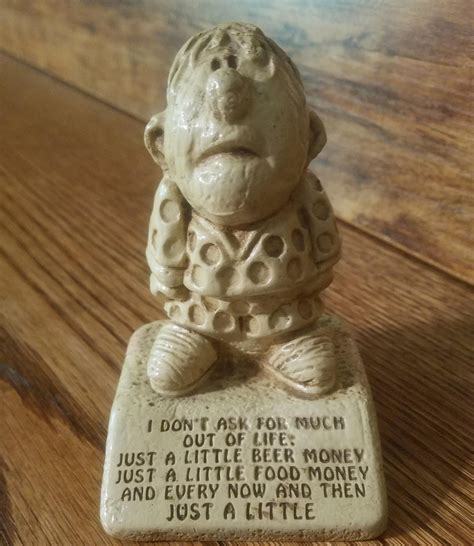 I DON'T ASK FOR MUCH
OUT OF LIFE:
JUST A LITTLE BEER MONEY
JUST A LITTLE FOOD MONEY
AND EVERY NOW AND THEN
JUST A LITTLE